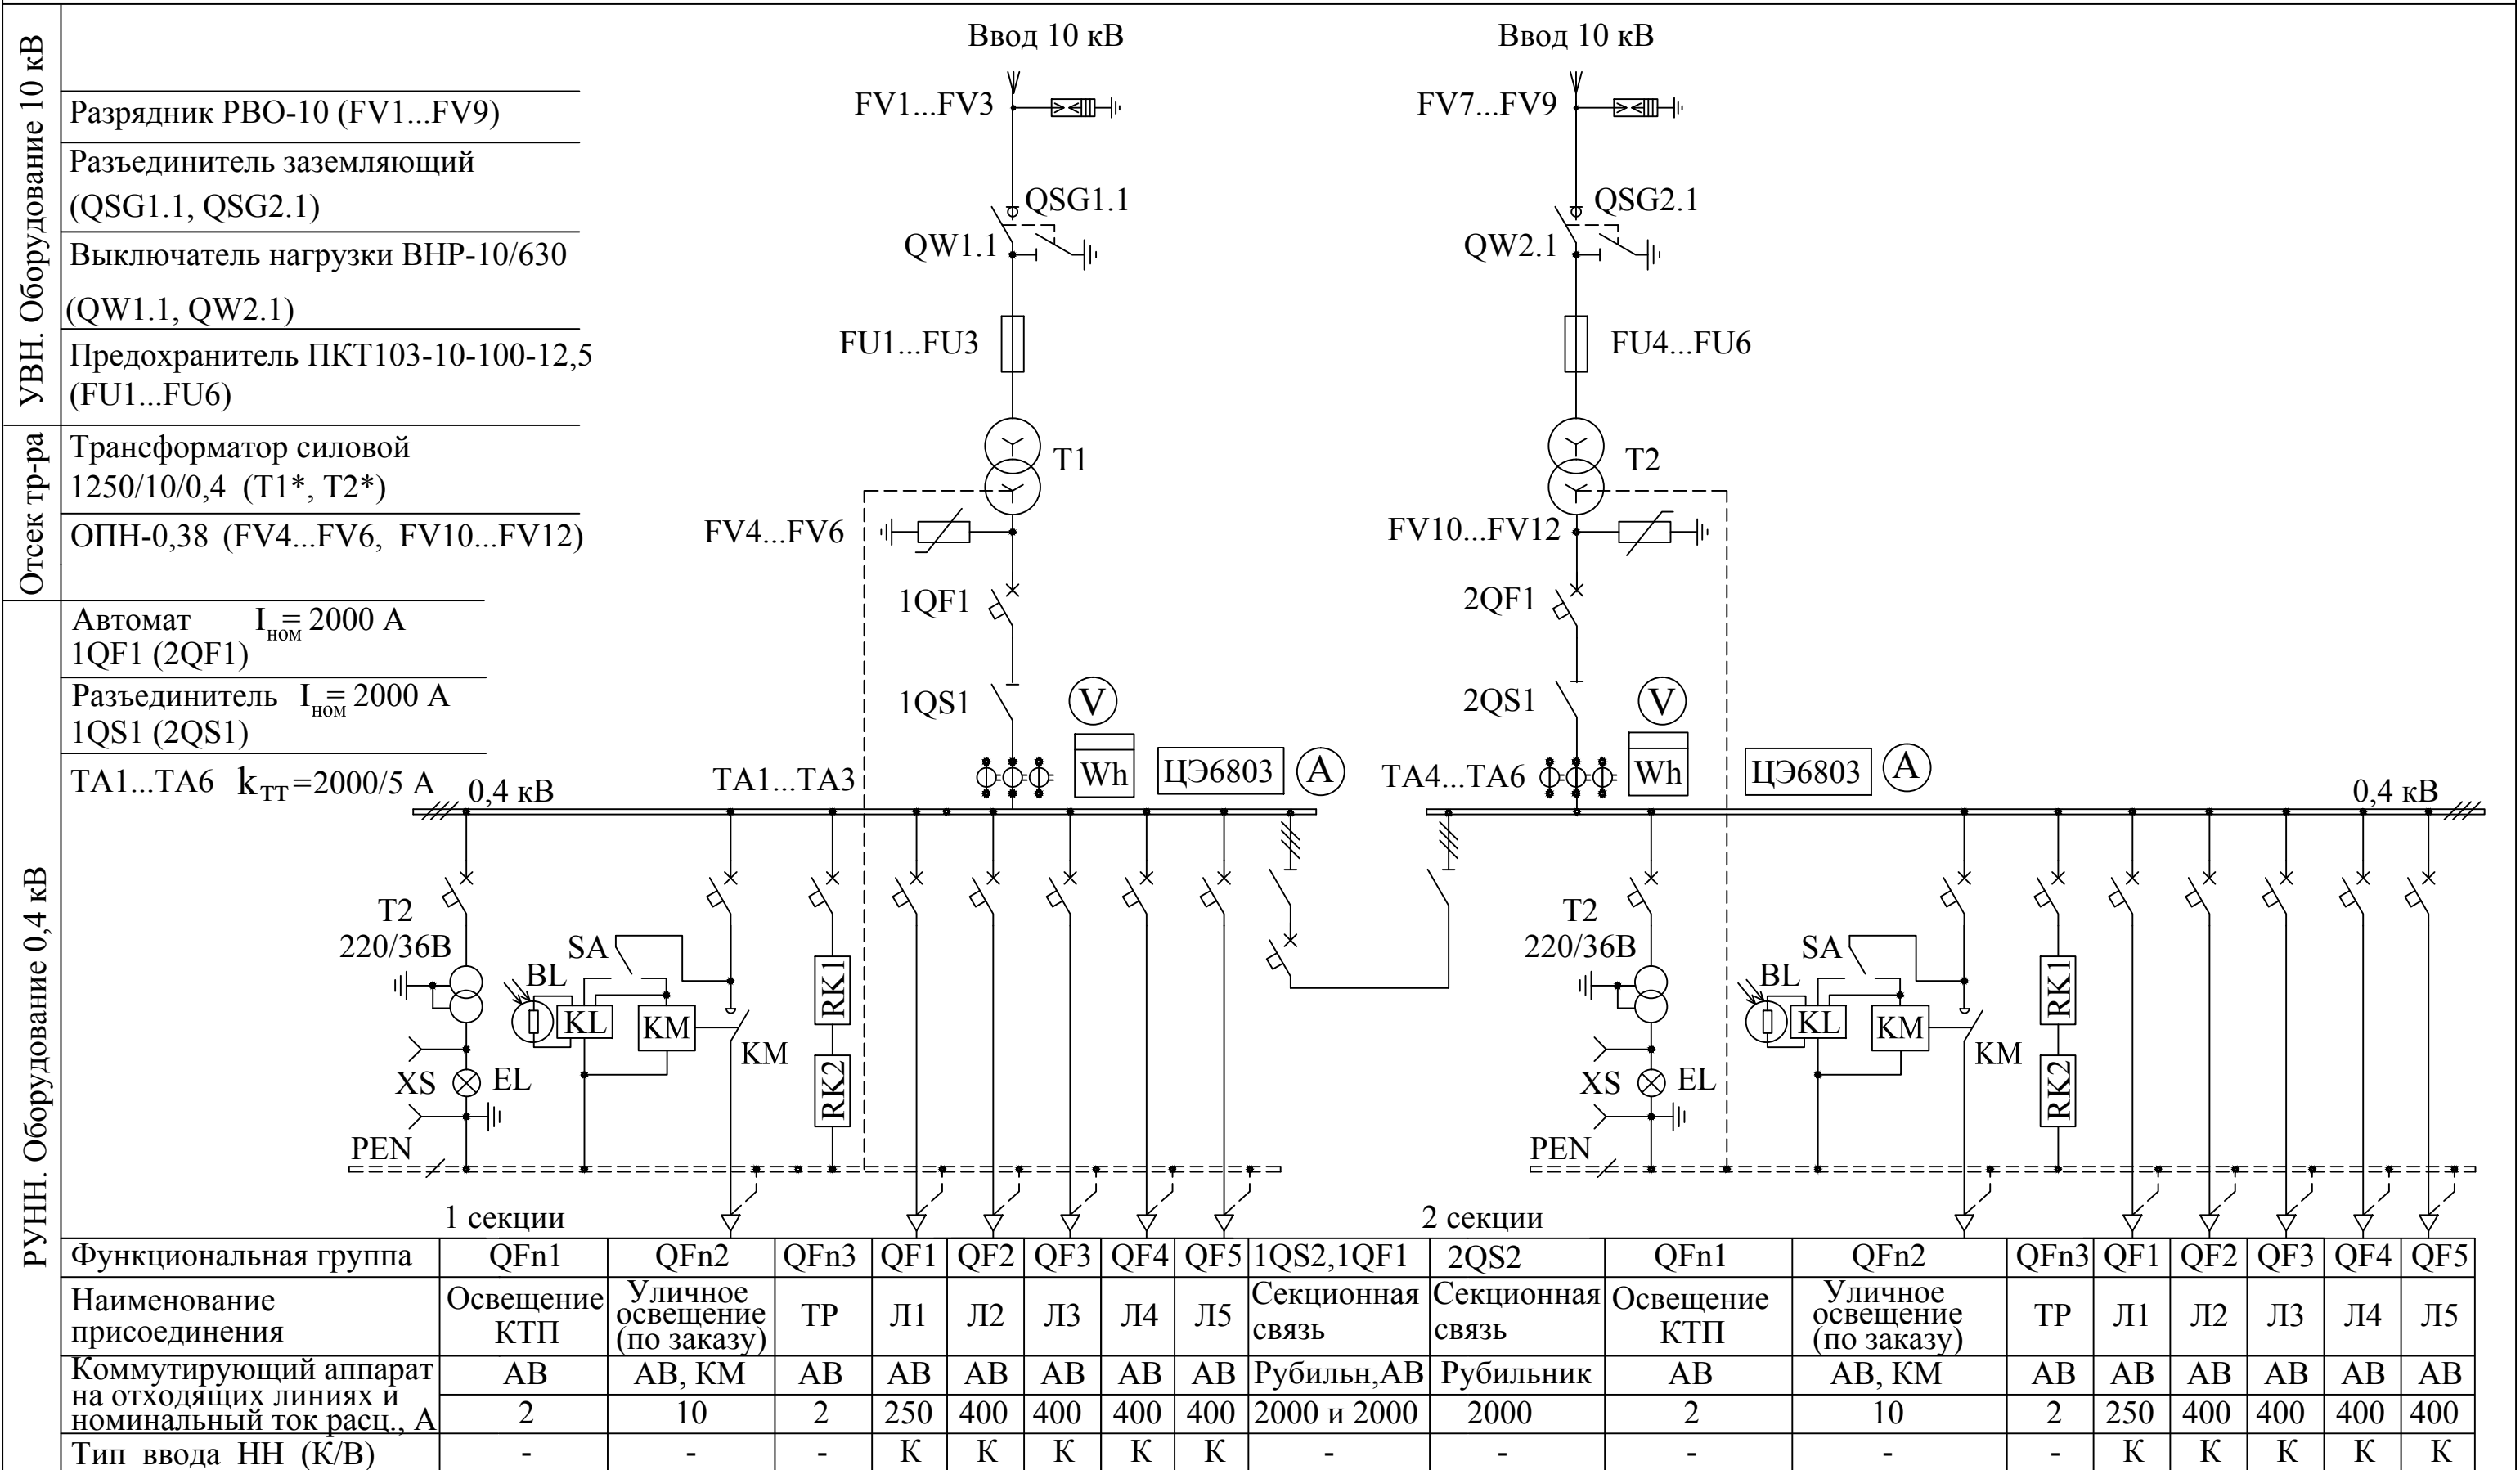 Ввод 10 кВ
Ввод 10 кВ
УВН. Оборудование 10 кВ
Разрядник РВО-10 (FV1...FV9)
Разъединитель заземляющий
(QSG1.1, QSG2.1)
Выключатель нагрузки ВНР-10/630
(QW1.1, QW2.1)
Предохранитель ПКТ103-10-100-12,5
(FU1...FU6)
FV1...FV3
FV7...FV9
QSG1.1
QSG2.1
QW1.1
QW2.1
FU1...FU3
FU4...FU6
Отсек тр-ра
Трансформатор силовой
1250/10/0,4 (Т1*, Т2*)
ОПН-0,38 (FV4...FV6, FV10...FV12)
Т1
Т2
FV4...FV6
FV10...FV12
РУНН. Оборудование 0,4 кВ
Автомат Iном= 2000 А
1QF1 (2QF1)
Разъединитель Iном= 2000 А
1QS1 (2QS1)
ТА1...ТА6 kТТ=2000/5 А
1QF1
2QF1
1QS1
V
2QS1
V
ТА1...ТА3
Wh
ЦЭ6803
A
ТА4...ТА6
Wh
ЦЭ6803
A
0,4 кВ
0,4 кВ
Т2
220/36В
SA
BL
KL
KM
KM
RK1
RK2
XS
EL
PEN
Т2
220/36В
SA
BL
KL
KM
KM
RK1
RK2
XS
EL
PEN
1 секции
2 секции
Функциональная группа QFn1 QFn2 QFn3 QF1 QF2 QF3 QF4 QF5 1QS2,1QF1 2QS2 QFn1 QFn2 QFn3 QF1 QF2 QF3 QF4 QF5
Наименование
присоединения
Освещение
КТП
Уличное
освещение
(по заказу)
ТР Л1 Л2 Л3 Л4 Л5
Секционная
связь
Секционная
связь
Освещение
КТП
Уличное
освещение
(по заказу)
ТР Л1 Л2 Л3 Л4 Л5
Коммутирующий аппарат
на отходящих линиях и
номинальный ток расц., А
АВ АВ, КМ АВ АВ АВ АВ АВ АВ Рубильн,АВ Рубильник АВ АВ, КМ АВ АВ АВ АВ АВ АВ
2 10 2 250 400 400 400 400 2000 и 2000 2000 2 10 2 250 400 400 400 400
Тип ввода НН (К/В) - - - К К К К К - - - - - К К К К К